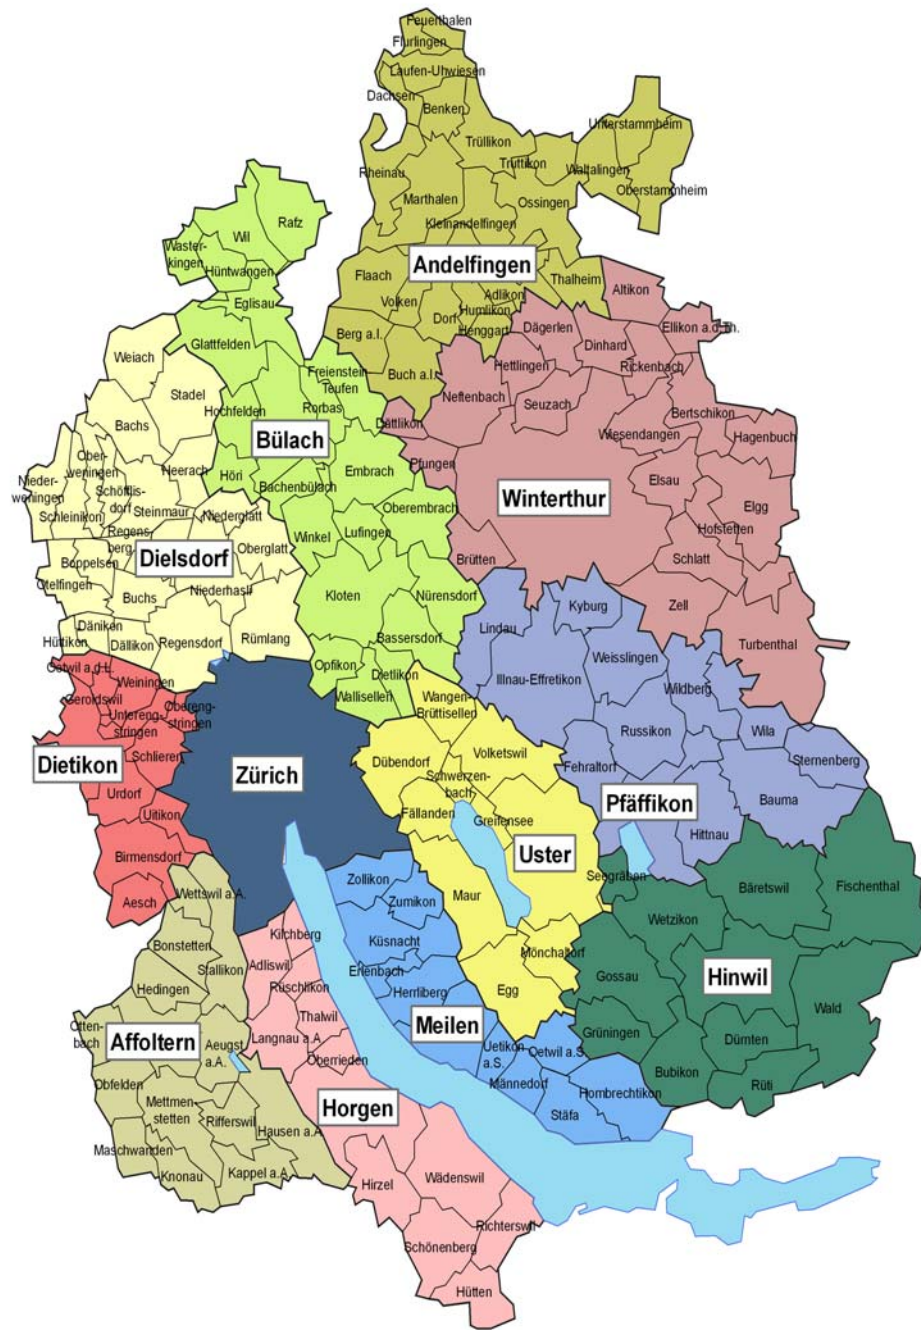 Feuerthalen
Flurlingen
Laufen-Uhwiesen
Dachsen
Benken
Unterstammheim
Trüllikon
Truttikon
Rheinau
Waltalingen
Oberstammheim
Marthalen
Ossingen
Kleinandelfingen
Rafz
Wil
Waster-
kingen
Hüntwangen
Andelfingen
Flaach
Thalheim
Altikon
Eglisau
Volken
Adlikon
Humlikon
Dorf
Henggart
Berg a.I.
Dägerlen
Ellikon a.d.Th.
Glattfelden
Dinhard
Weiach
Hettlingen
Rickenbach
Freienstein
Teufen
Buch a.I.
Stadel
Neftenbach
Seuzach
Hochfelden
Rorbas
Bertschikon
Bachs
Dättlikon
Bülach
Wiesendangen
Hagenbuch
Ober-
weningen
Neerach
Höri
Embrach
Pfungen
Nieder-
weningen
Bachenbülach
Elsau
Schöfflis-
dorf
Winterthur
Elgg
Schleinikon
Steinmaur
Niederglatt
Oberembrach
Regens-
berg
Winkel
Lufingen
Hofstetten
Boppelsen
Dielsdorf
Oberglatt
Brütten
Schlatt
Otelfingen
Buchs
Niederhasli
Kloten
Nürensdorf
Kyburg
Zell
Däniken
Hüttikon
Dällikon
Regensdorf
Rümlang
Bassersdorf
Lindau
Turbenthal
Oetwil a.d.L.
Weiningen
Opfikon
Dietlikon
Weisslingen
Geroldswil
Wallisellen
Wangen-
Brüttisellen
Illnau-Effretikon
Wildberg
Obereng-
stringen
Untereng-
stringen
Russikon
Wila
Dietikon
Schlieren
Zürich
Dübendorf
Volketswil
Fehraltorf
Sternenberg
Schwerzen-
bach
Urdorf
Pfäffikon
Bauma
Uitikon
Fällanden
Greifensee
Hittnau
Birmensdorf
Uster
Zollikon
Seegräben
Bäretswil
Fischenthal
Aesch
Wettswil a.A.
Zumikon
Maur
Wetzikon
Kilchberg
Küsnacht
Bonstetten
Mönchaltorf
Adliswil
Stallikon
Erlenbach
Gossau
Hinwil
Hedingen
Rüschlikon
Herrliberg
Egg
Thalwil
Wald
Otten-
bach
Affoltern
Meilen
Langnau a.A.
Grüningen
Dürnten
Aeugst
a.A.
Oberrieden
Uetikon
a.S.
Oetwil a.S.
Bubikon
Obfelden
Männedorf
Hombrechtikon
Rüti
Mettmen-
stetten
Horgen
Stäfa
Rifferswil
Hausen a.A.
Maschwanden
Knonau
Kappel a.A.
Hirzel
Wädenswil
Richterswil
Schönenberg
Hütten